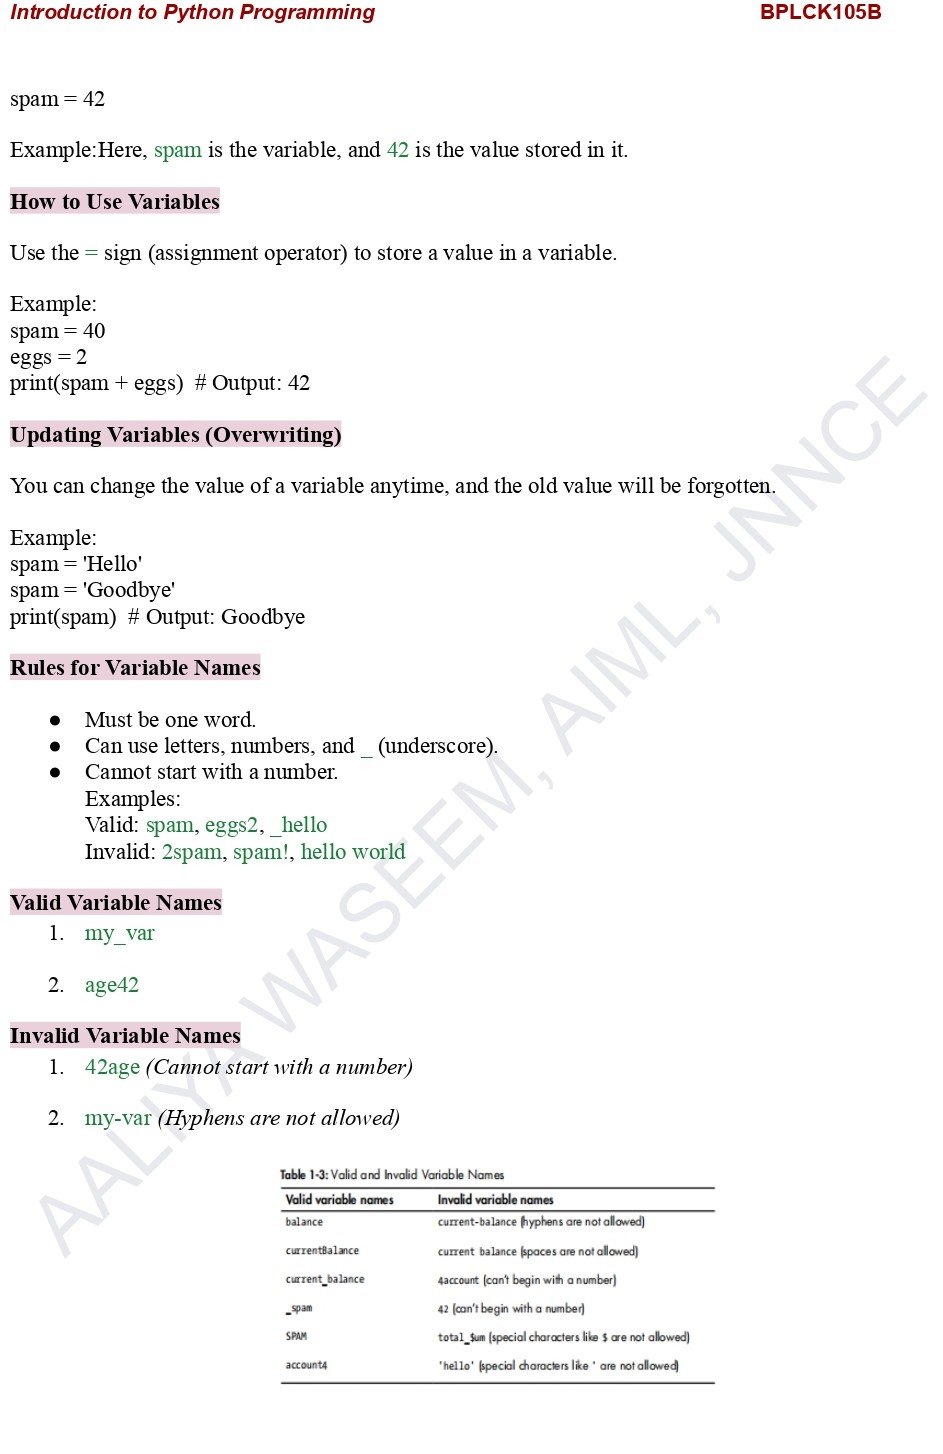 Introduction to Python Programming BPLCK105B
spam = 42
Example:Here, spam is the variable, and 42 is the value stored in it.
How to Use Variables
Use the = sign (assignment operator) to store a value in a variable.
Example:
spam = 40
eggs = 2
print(spam + eggs)  # Output: 42
Updating Variables (Overwriting)
You can change the value of a variable anytime, and the old value will be forgotten.
Example:
spam = 'Hello'
spam = 'Goodbye'
print(spam)  # Output: Goodbye
Rules for Variable Names
● Must be one word.
● Can use letters, numbers, and _ (underscore).
● Cannot start with a number.
Examples:
Valid: spam, eggs2, _hello
Invalid: 2spam, spam!, hello world
Valid Variable Names
1. my_var
2. age42
Invalid Variable Names
1. 42age (Cannot start with a number)
2. my-var (Hyphens are not allowed)
Table 1-3: Valid and Invalid Variable Names
Valid variable names Invalid variable names
balance current-balance (hyphens are not allowed)
currentBalance current balance (spaces are not allowed)
current_balance 4account (can't begin with a number)
_spam 42 (can't begin with a number)
SPAM total_$um (special characters like $ are not allowed)
account4 'hello' (special characters like ' are not allowed)
AALIYA WASEEM, AIML, JNNCE